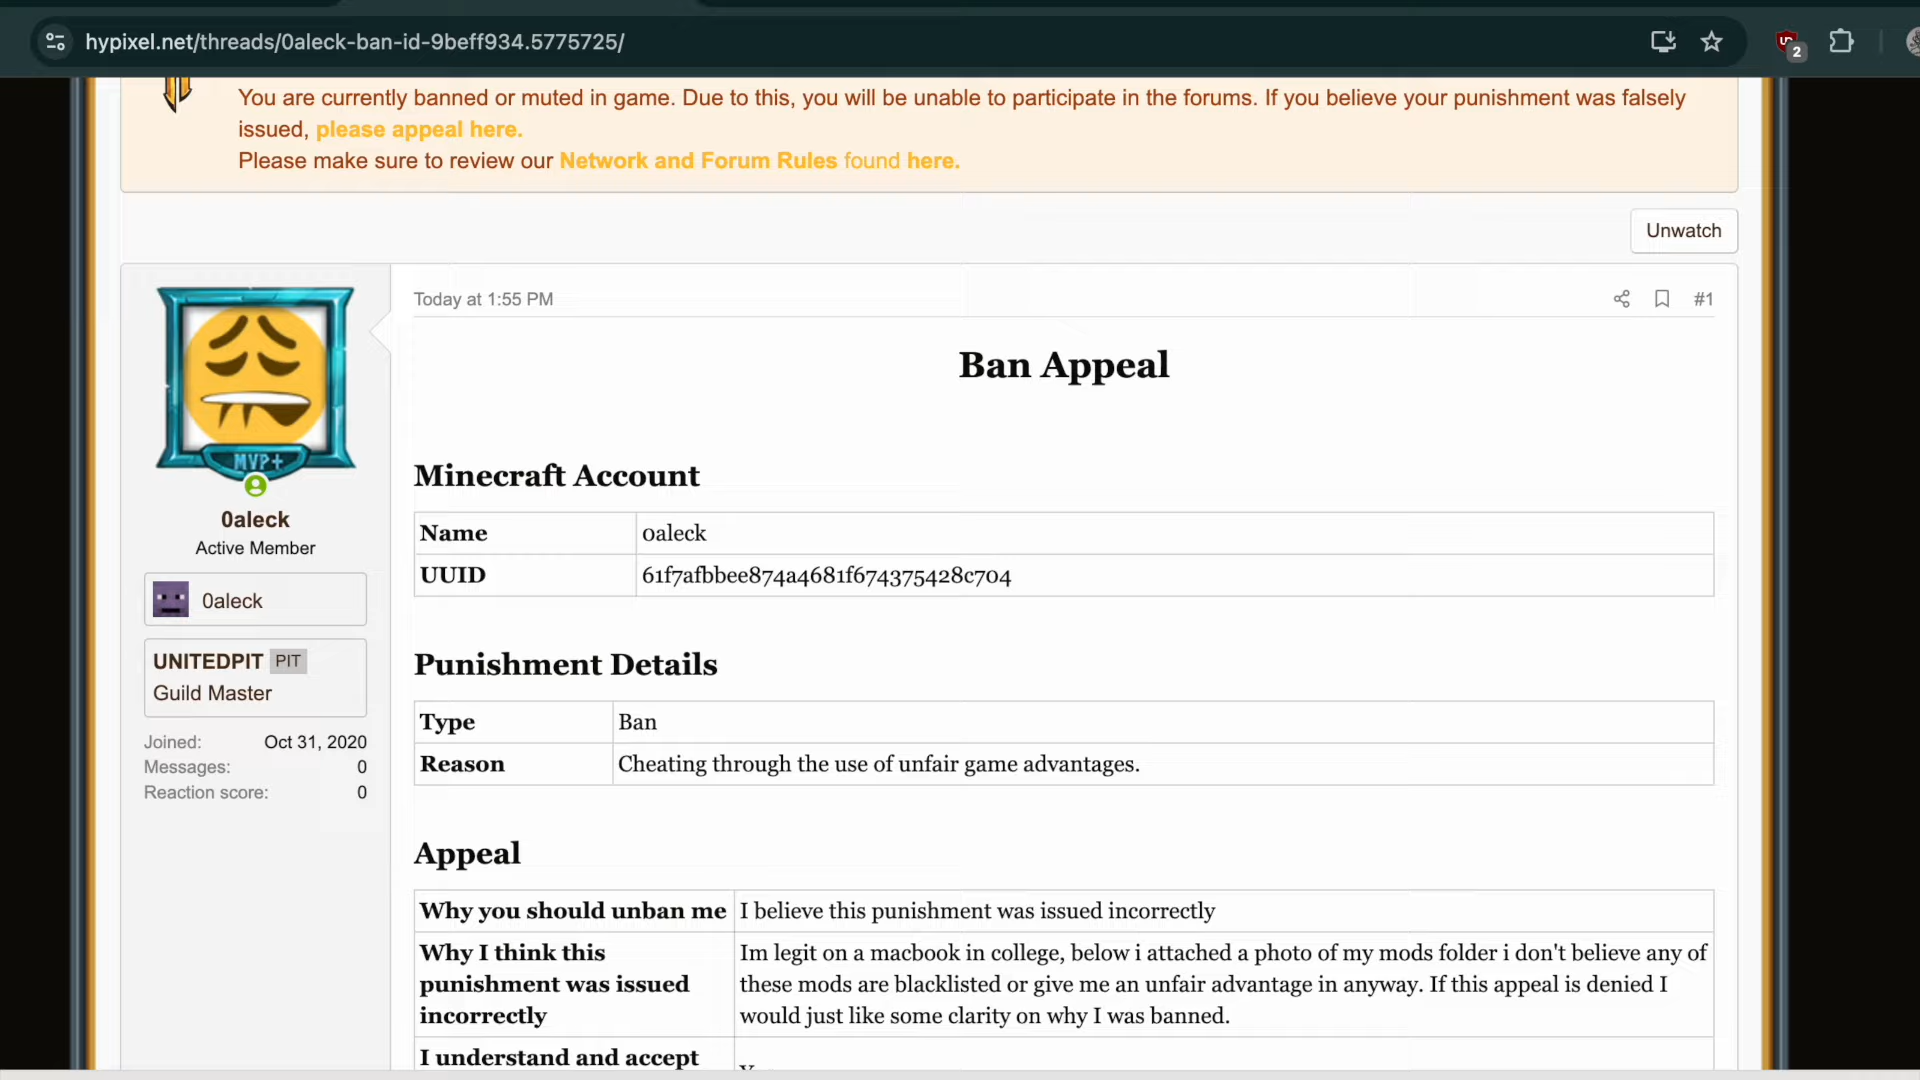 hypixel.net/threads/0aleck-ban-id-9beff934.5775725/
2
You are currently banned or muted in game. Due to this, you will be unable to participate in the forums. If you believe your punishment was falsely
issued, please appeal here.
Please make sure to review our Network and Forum Rules found here.
Unwatch
Today at 1:55 PM
#1
Ban Appeal
MVP+
0aleck
Active Member
0aleck
UNITEDPIT PIT
Guild Master
Joined: Oct 31, 2020
Messages: 0
Reaction score: 0
Minecraft Account
Name 0aleck
UUID 61f7afbbee874a4681f674375428c704
Punishment Details
Type Ban
Reason Cheating through the use of unfair game advantages.
Appeal
Why you should unban me I believe this punishment was issued incorrectly
Why I think this
punishment was issued
incorrectly
Im legit on a macbook in college, below i attached a photo of my mods folder i don't believe any of
these mods are blacklisted or give me an unfair advantage in anyway. If this appeal is denied I
would just like some clarity on why I was banned.
I understand and accept